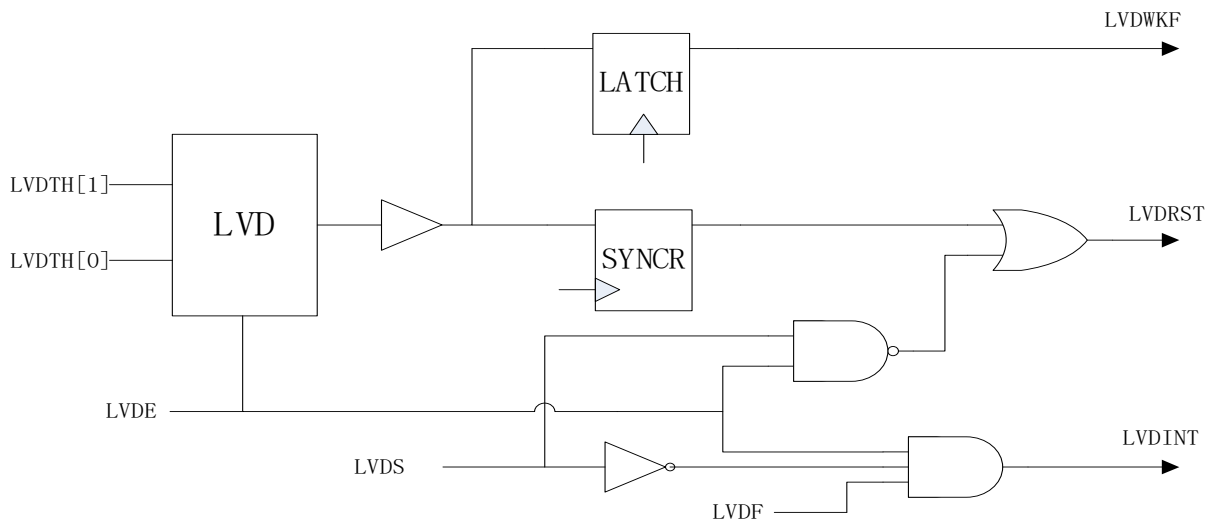 LVDWKF
LATCH
LVDTH[1]
LVD
LVDRST
LVDTH[0]
SYNCR
LVDE
LVDINT
LVDS
LVDF